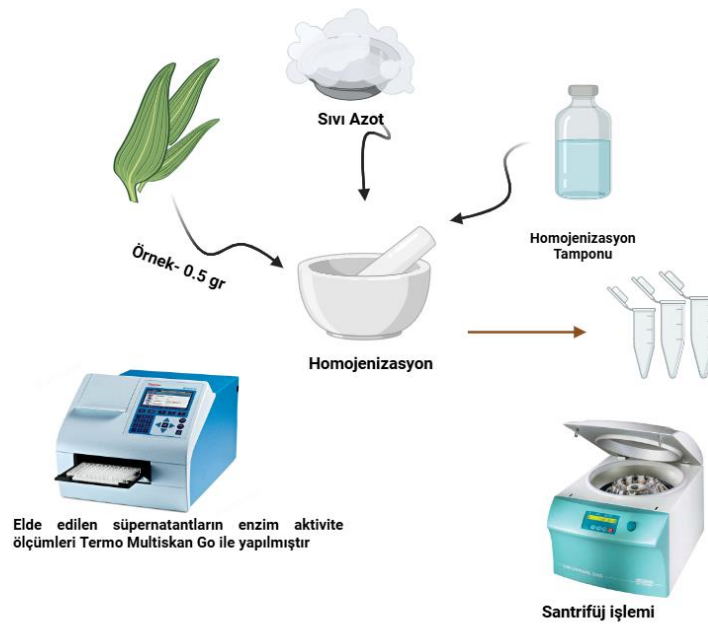 Sıvı Azot
Örnek- 0.5 gr
Homojenizasyon
Tamponu
Homojenizasyon
Elde edilen süpernatantların enzim aktivite
ölçümleri Termo Multiskan Go ile yapılmıştır
Santrifüj işlemi